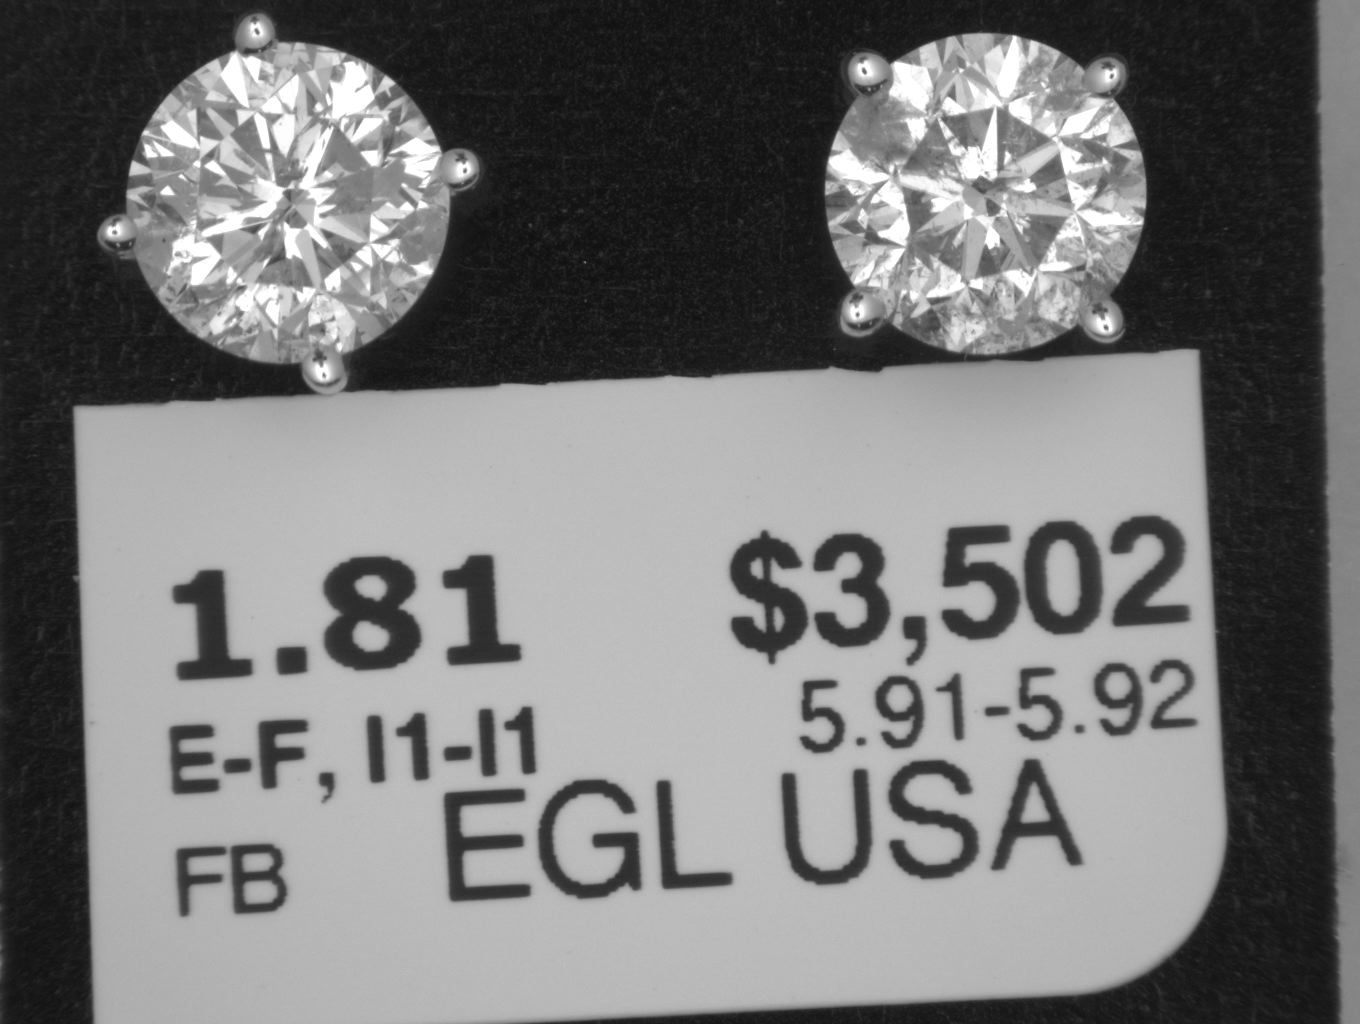 1.81 $3,502
5.91-5.92
E-F, I1-I1
EGL USA
FB